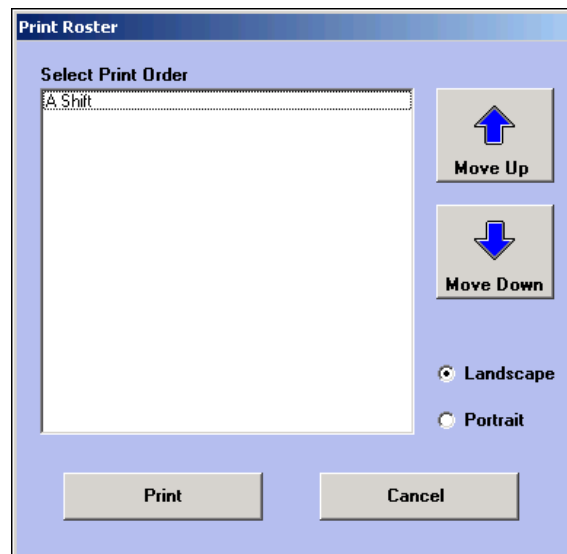 Print Roster
Select Print Order
A Shift
Move Up
Move Down
Landscape
Portrait
Print
Cancel